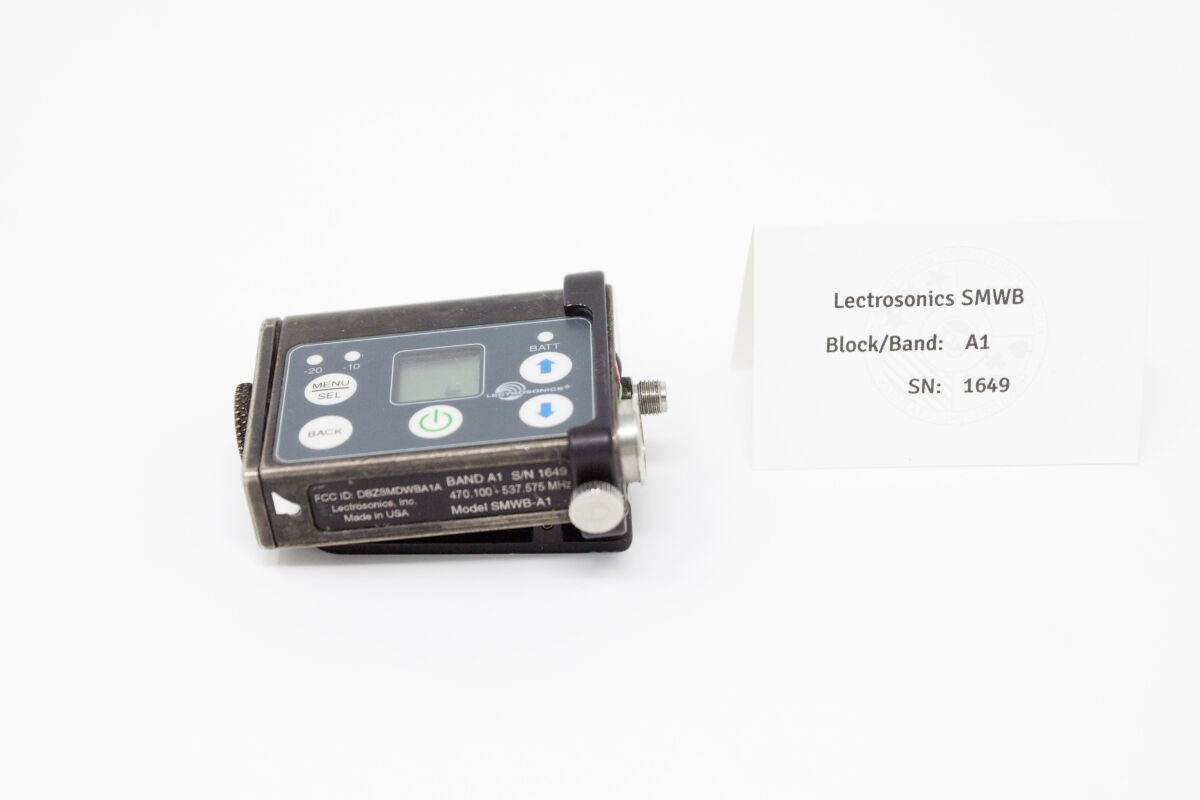 -20 -10
MENU
SEL
BACK
BATT
LECTROSONICS®
FCC ID: DBZSMDWBA1A
Lectrosonics, Inc.
Made in USA
BAND A1 S/N 1649
470.100 - 537.575 MHz
Model SMWB-A1
Lectrosonics SMWB
Block/Band: A1
SN: 1649